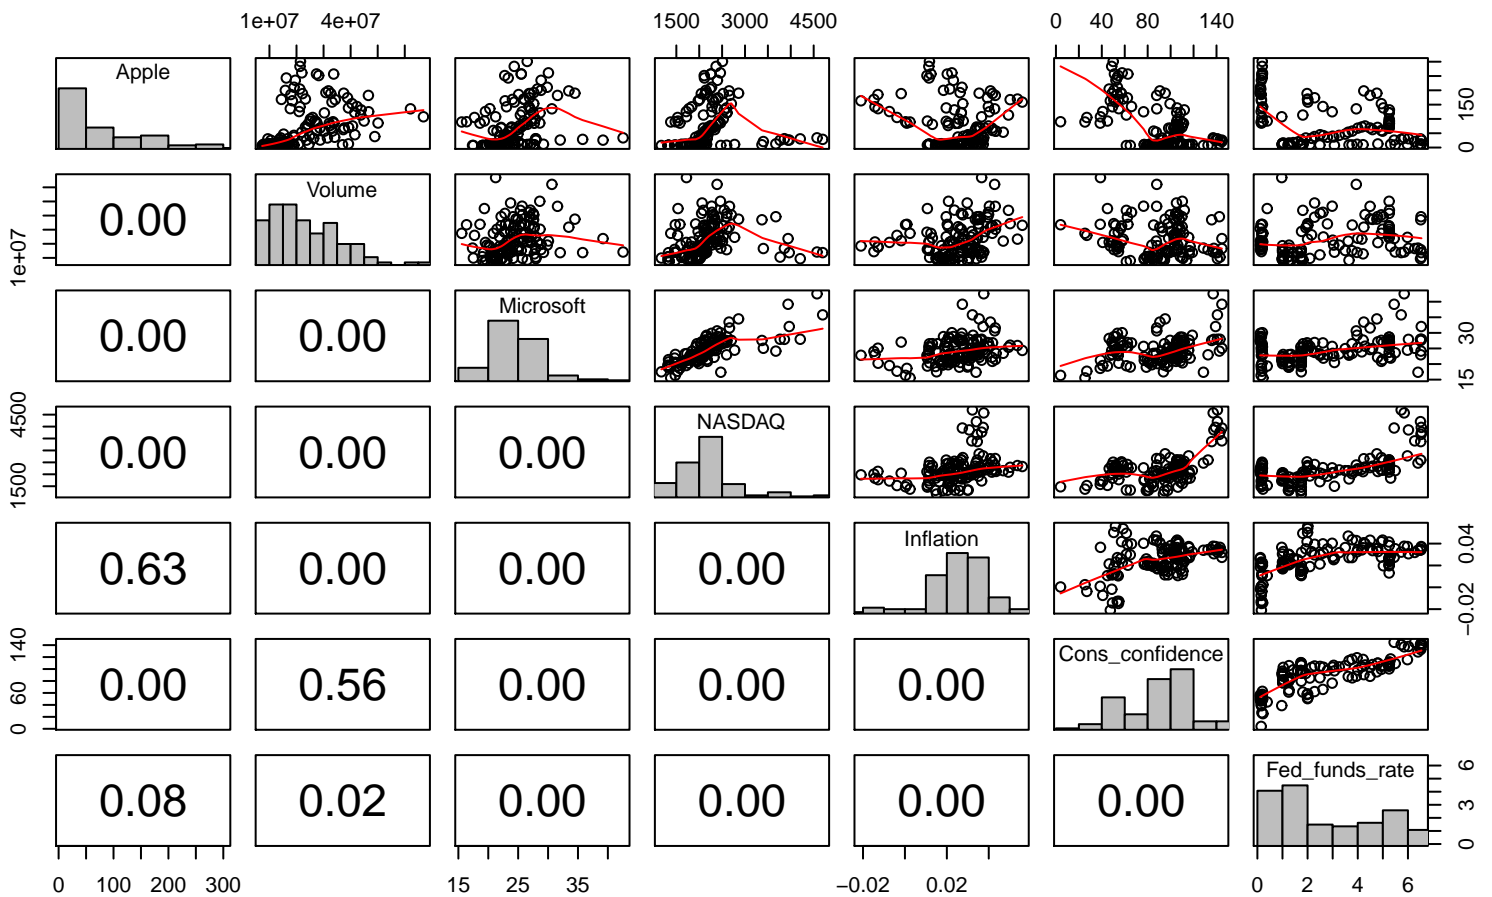 1e+07 4e+07 1500 3000 4500 0 40 80 140
Apple
0 150
0.00 Volume
1e+07
0.00 0.00 Microsoft
15 30
0.00 0.00 0.00 NASDAQ
1500 4500
0.63 0.00 0.00 0.00 Inflation
−0.02 0.04
0.00 0.56 0.00 0.00 0.00 Cons_confidence
0 60 140
0.08 0.02 0.00 0.00 0.00 0.00 Fed_funds_rate
0 3 6
0 100 200 300 15 25 35 −0.02 0.02 0 2 4 6